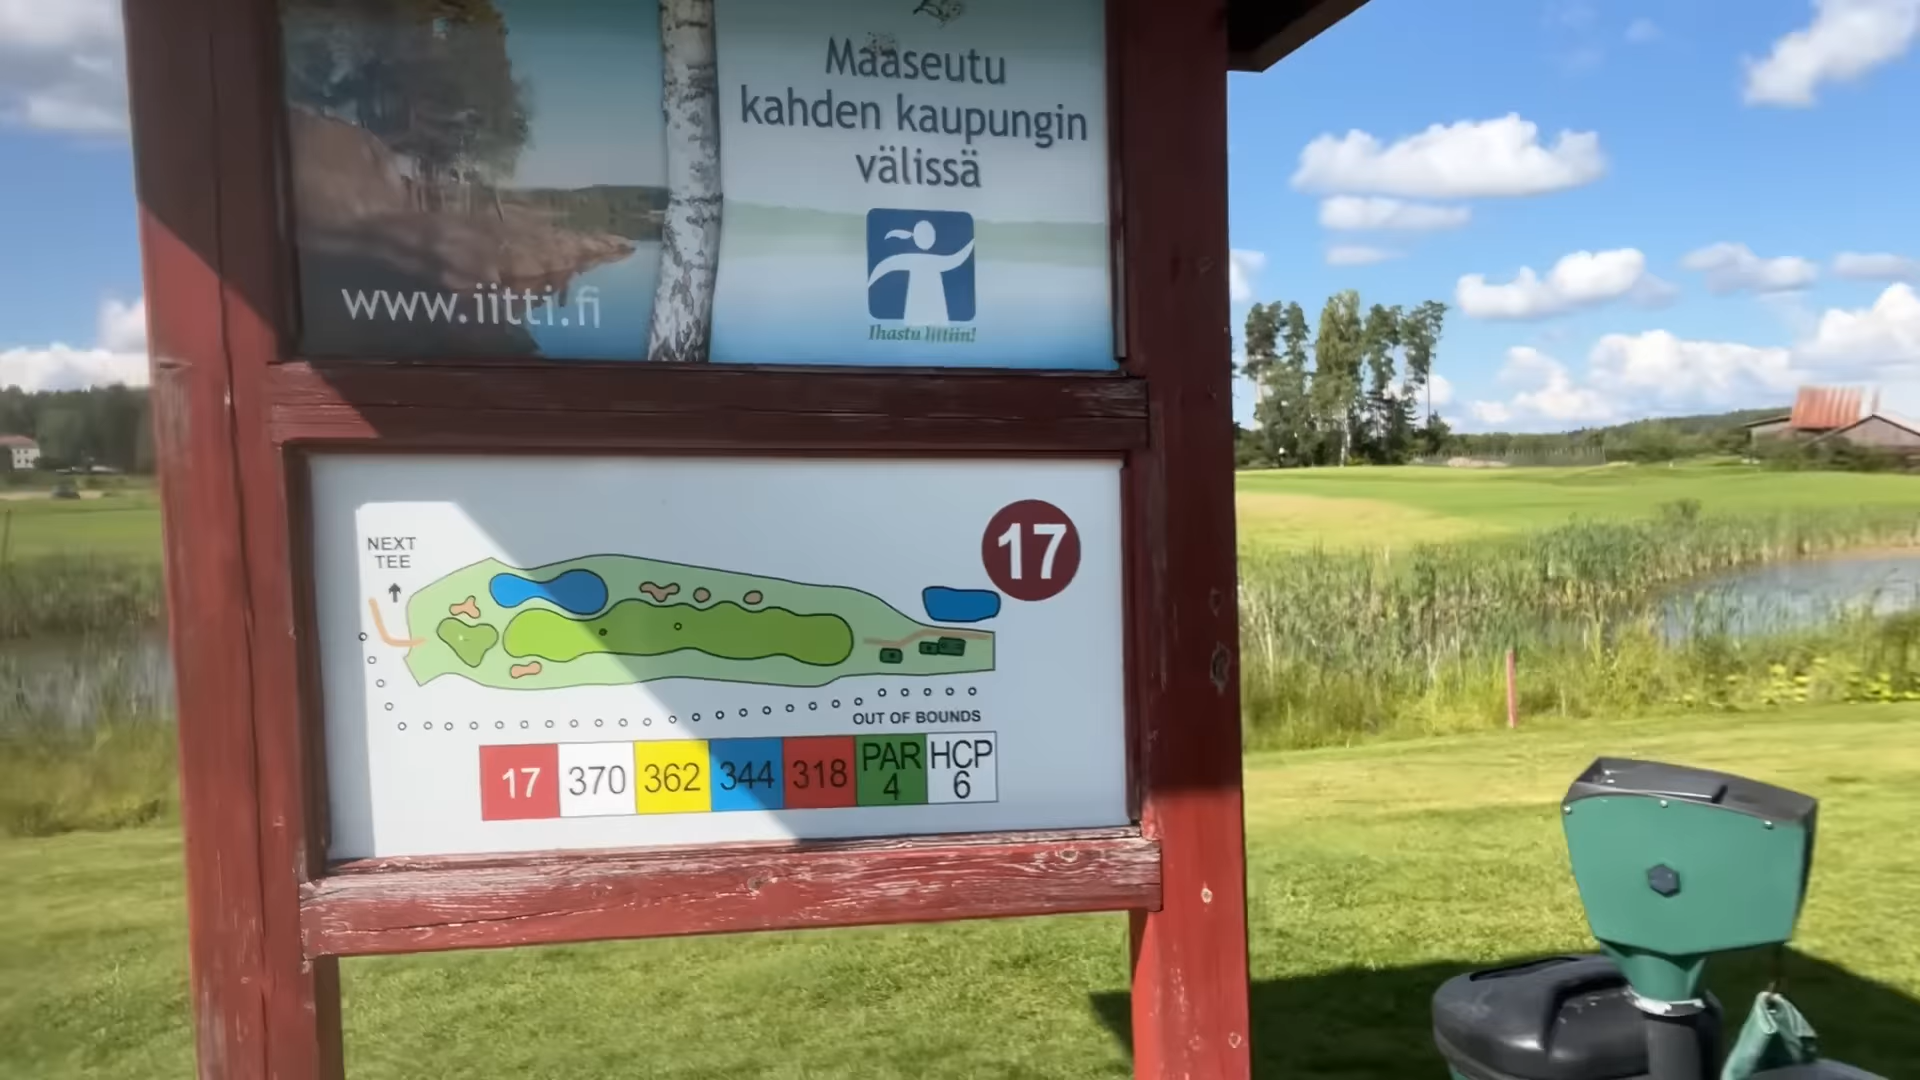 Maaseutu
kahden kaupungin
välissä
www.iitti.fi
Ihastu Iittiin!
17
NEXT
TEE
OUT OF BOUNDS
17 370 362 344 318 PAR 4 HCP 6